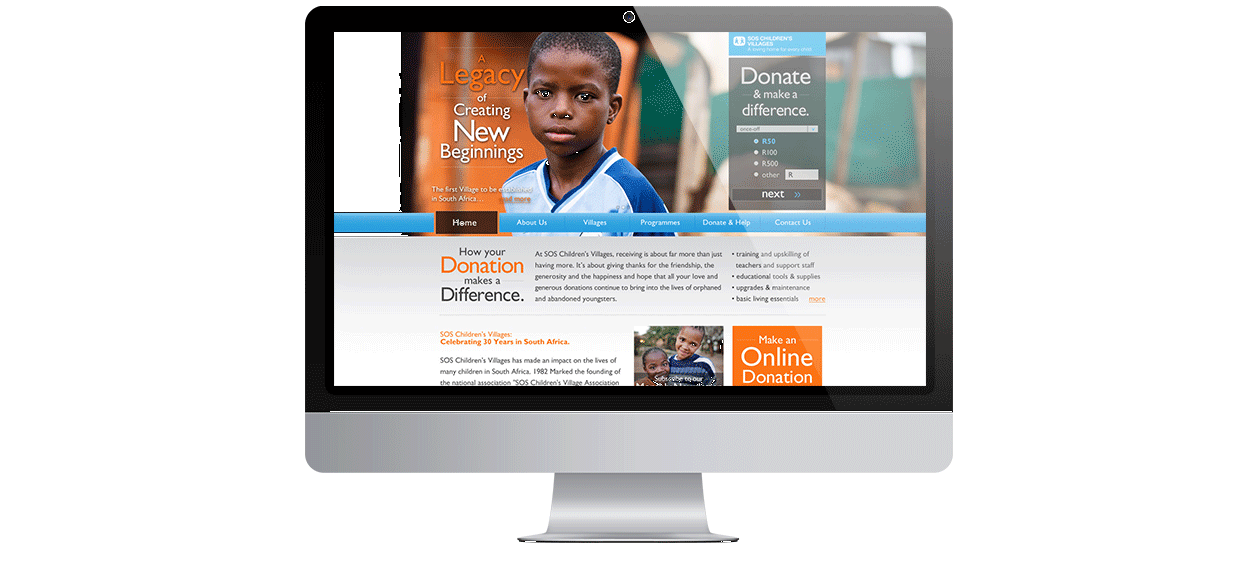 A
Legacy
of
Creating
New
Beginnings
The first Village to be established
in South Africa... read more
SOS CHILDREN'S
VILLAGES
A loving home for every child
Donate
& make a
difference.
once-off
R50
R100
R500
other R
next »
Home About Us Villages Programmes Donate & Help Contact Us
How your
Donation
makes a
Difference.
At SOS Children's Villages, receiving is about far more than just
having more. It's about giving thanks for the friendship, the
generosity and the happiness and hope that all your love and
generous donations continue to bring into the lives of orphaned
and abandoned youngsters.
• training and upskilling of
teachers and support staff
• educational tools & supplies
• upgrades & maintenance
• basic living essentials more
SOS Children's Villages:
Celebrating 30 Years in South Africa.
SOS Children's Villages has made an impact on the lives of
many children in South Africa. 1982 Marked the founding of
the national association "SOS Children's Village Association
Subscribe to our
Make an
Online
Donation